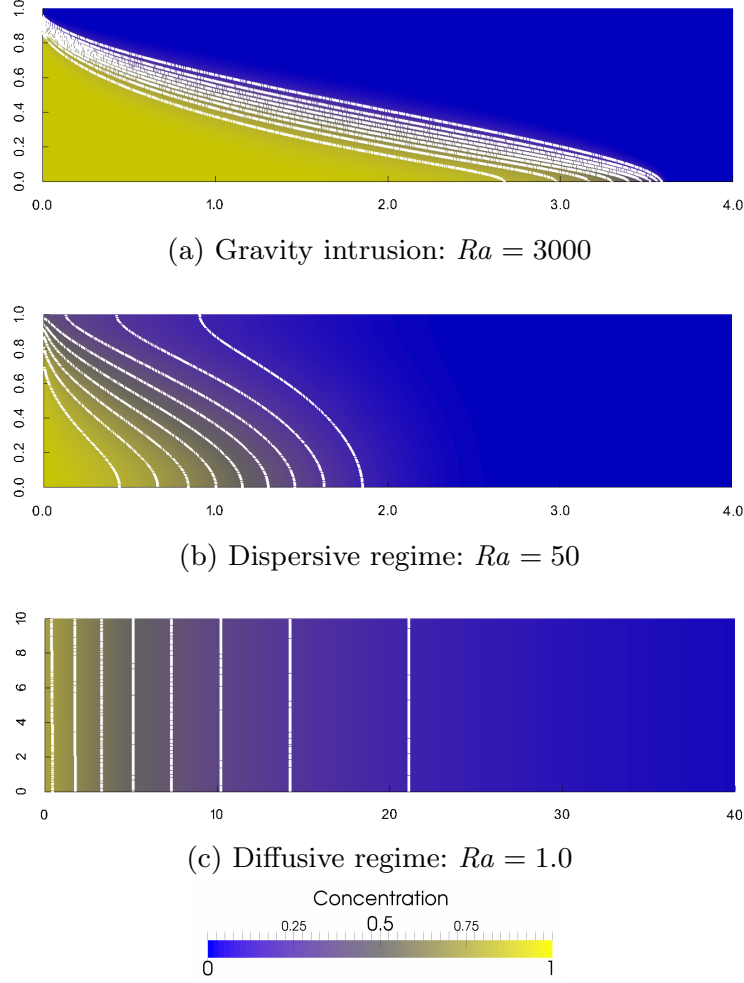 1.0
0.8
0.6
0.4
0.2
0.0
0.0 1.0 2.0 3.0 4.0
(a) Gravity intrusion: Ra = 3000
1.0
0.8
0.6
0.4
0.2
0.0
0.0 1.0 2.0 3.0 4.0
(b) Dispersive regime: Ra = 50
10
8
6
4
2
0
0 10 20 30 40
(c) Diffusive regime: Ra = 1.0
Concentration
0.25 0.5 0.75
0 1